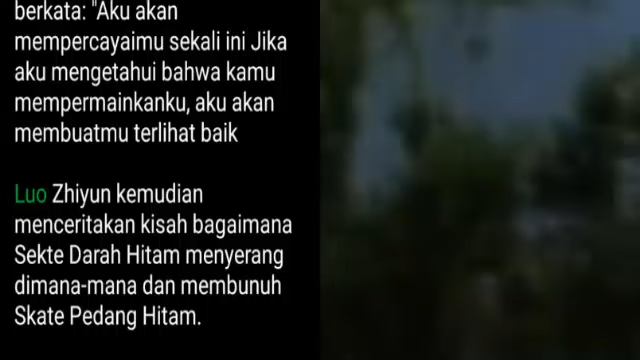 berkata: "Aku akan
mempercayaimu sekali ini Jika
aku mengetahui bahwa kamu
mempermainkanku, aku akan
membuatmu terlihat baik
Luo Zhiyun kemudian
menceritakan kisah bagaimana
Sekte Darah Hitam menyerang
dimana-mana dan membunuh
Skate Pedang Hitam.